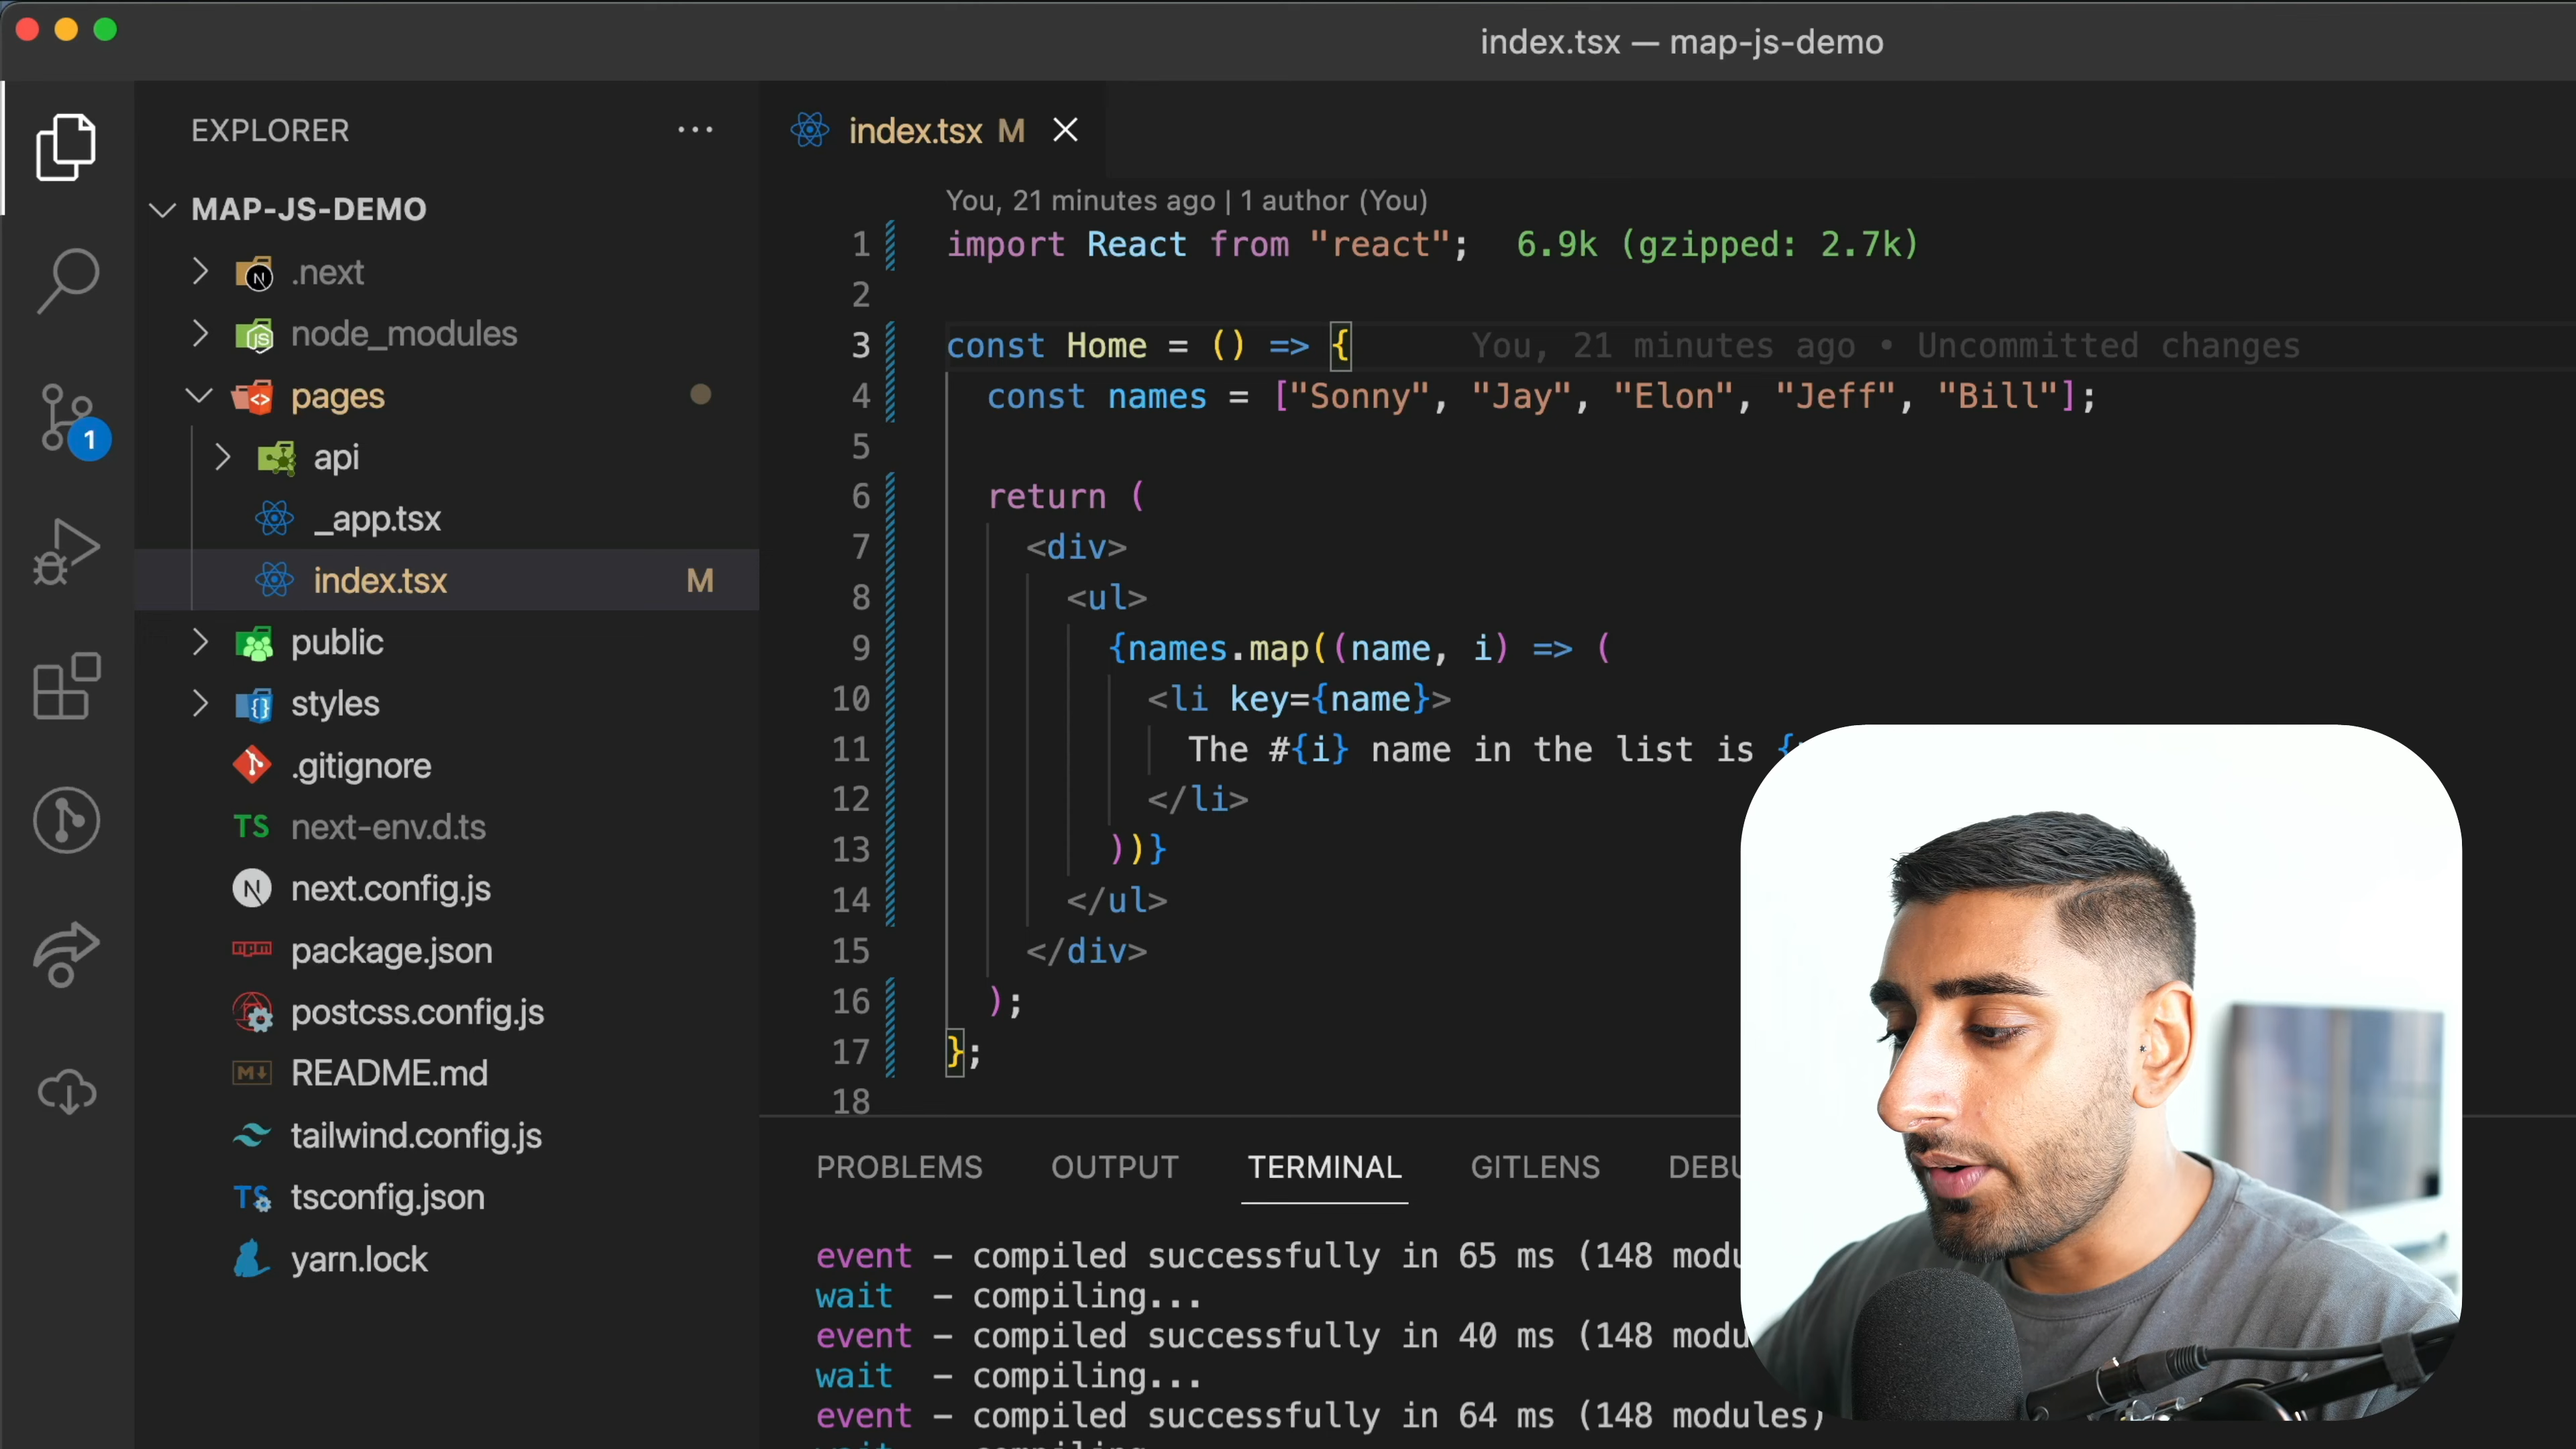 index.tsx — map-js-demo
EXPLORER
MAP-JS-DEMO
.next
node_modules
pages
api
_app.tsx
index.tsx M
public
styles
.gitignore
TS next-env.d.ts
N next.config.js
npm package.json
postcss.config.js
M↓ README.md
tailwind.config.js
TS tsconfig.json
yarn.lock
1
index.tsx M
You, 21 minutes ago | 1 author (You)
1 import React from "react"; 6.9k (gzipped: 2.7k)
2
3 const Home = () => { You, 21 minutes ago • Uncommitted changes
4 const names = ["Sonny", "Jay", "Elon", "Jeff", "Bill"];
5
6 return (
7 <div>
8 <ul>
9 {names.map((name, i) => (
10 <li key={name}>
11 The #{i} name in the list is {
12 </li>
13 ))}
14 </ul>
15 </div>
16 );
17 };
18
PROBLEMS OUTPUT TERMINAL GITLENS DEBU
event - compiled successfully in 65 ms (148 modu
wait - compiling...
event - compiled successfully in 40 ms (148 modu
wait - compiling...
event - compiled successfully in 64 ms (148 modules)